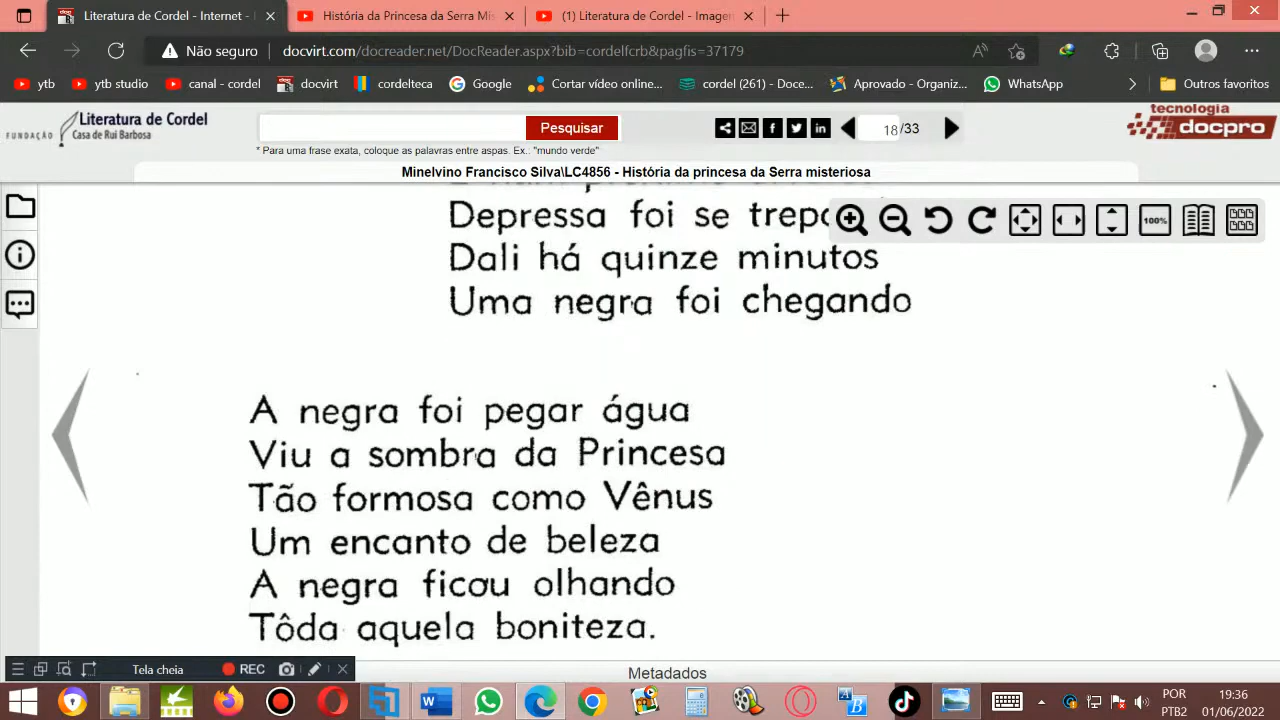 Literatura de Cordel - Internet -
História da Princesa da Serra Mis
(1) Literatura de Cordel - Imagen
Não seguro
docvirt.com/docreader.net/DocReader.aspx?bib=cordelfcrb&pagfis=37179
ytb
ytb studio
canal - cordel
docvirt
cordelteca
Google
Cortar vídeo online...
cordel (261) - Doce...
Aprovado - Organiz...
WhatsApp
Outros favoritos
FUNDAÇÃO
Literatura de Cordel
Casa de Rui Barbosa
Pesquisar
* Para uma frase exata, coloque as palavras entre aspas. Ex.: "mundo verde"
18 /33
tecnologia
docpro
Minelvino Francisco Silva\LC4856 - História da princesa da Serra misteriosa
Depressa foi se
Dali há quinze minutos
Uma negra foi chegando
100%
A negra foi pegar água
Viu a sombra da Princesa
Tão formosa como Vênus
Um encanto de beleza
A negra ficou olhando
Tôda aquela boniteza.
Metadados
Tela cheia
REC
POR
PTB2
19:36
01/06/2022